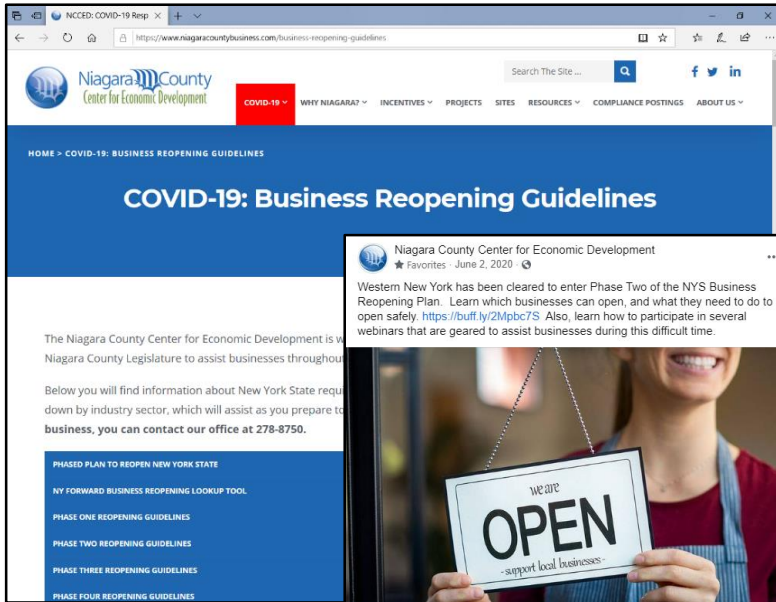 NCCED: COVID-19 Resp
https://www.niagaracountybusiness.com/business-reopening-guidelines
Niagara County
Center for Economic Development
Search The Site ...
COVID-19
WHY NIAGARA?
INCENTIVES
PROJECTS
SITES
RESOURCES
COMPLIANCE POSTINGS
ABOUT US
HOME > COVID-19: BUSINESS REOPENING GUIDELINES
COVID-19: Business Reopening Guidelines
The Niagara County Center for Economic Development is w
Niagara County Legislature to assist businesses throughout
Below you will find information about New York State requi
down by industry sector, which will assist as you prepare to
business, you can contact our office at 278-8750.
PHASED PLAN TO REOPEN NEW YORK STATE
NY FORWARD BUSINESS REOPENING LOOKUP TOOL
PHASE ONE REOPENING GUIDELINES
PHASE TWO REOPENING GUIDELINES
PHASE THREE REOPENING GUIDELINES
PHASE FOUR REOPENING GUIDELINES
Niagara County Center for Economic Development
Favorites · June 2, 2020 ·
Western New York has been cleared to enter Phase Two of the NYS Business
Reopening Plan. Learn which businesses can open, and what they need to do to
open safely. https://buff.ly/2Mpbc7S Also, learn how to participate in several
webinars that are geared to assist businesses during this difficult time.
we are
OPEN
- support local businesses -